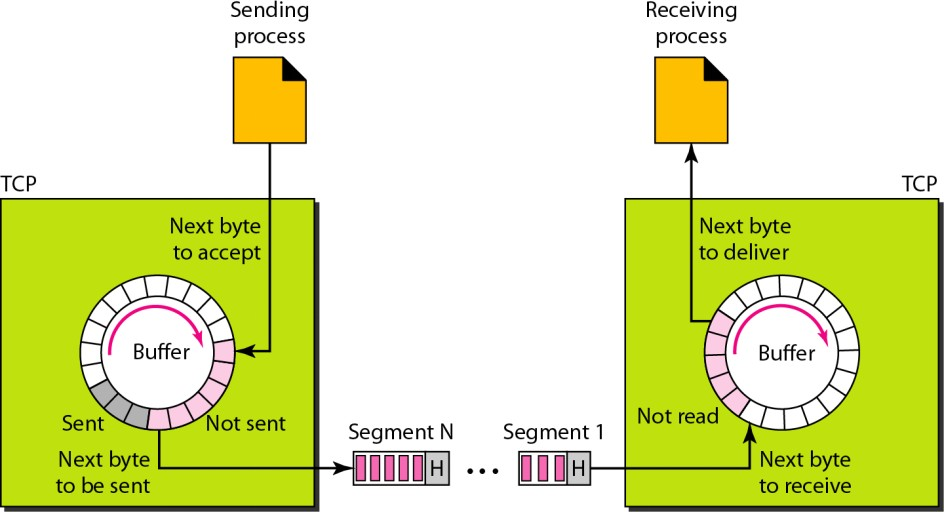 Sending
process
Receiving
process
TCP
TCP
Next byte
to accept
Next byte
to deliver
Buffer
Buffer
Sent
Not sent
Not read
Segment N
Segment 1
Next byte
to be sent
H
...
H
Next byte
to receive